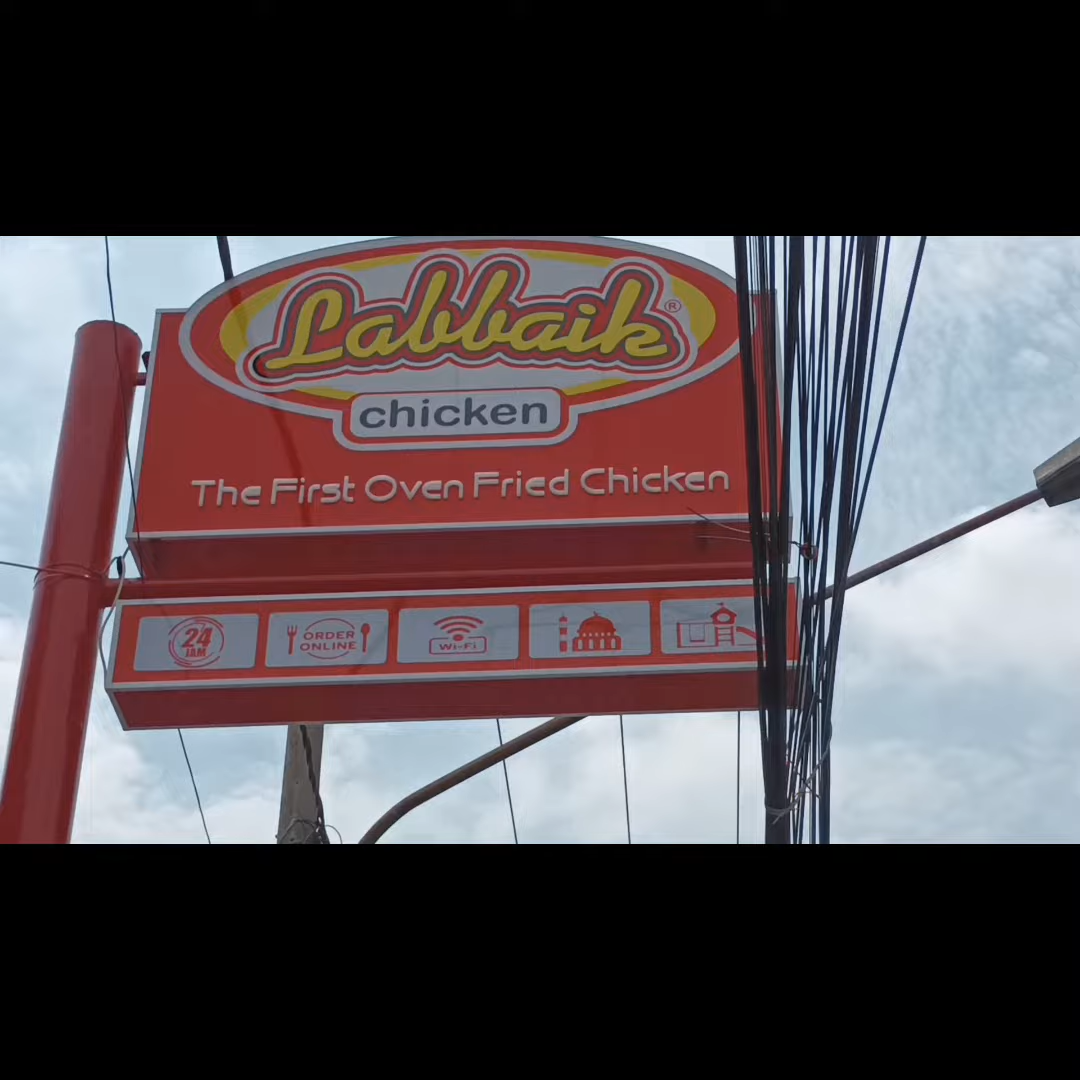 Labbaik ®
chicken
The First Oven Fried Chicken
24
JAM
ORDER
ONLINE
Wi-Fi